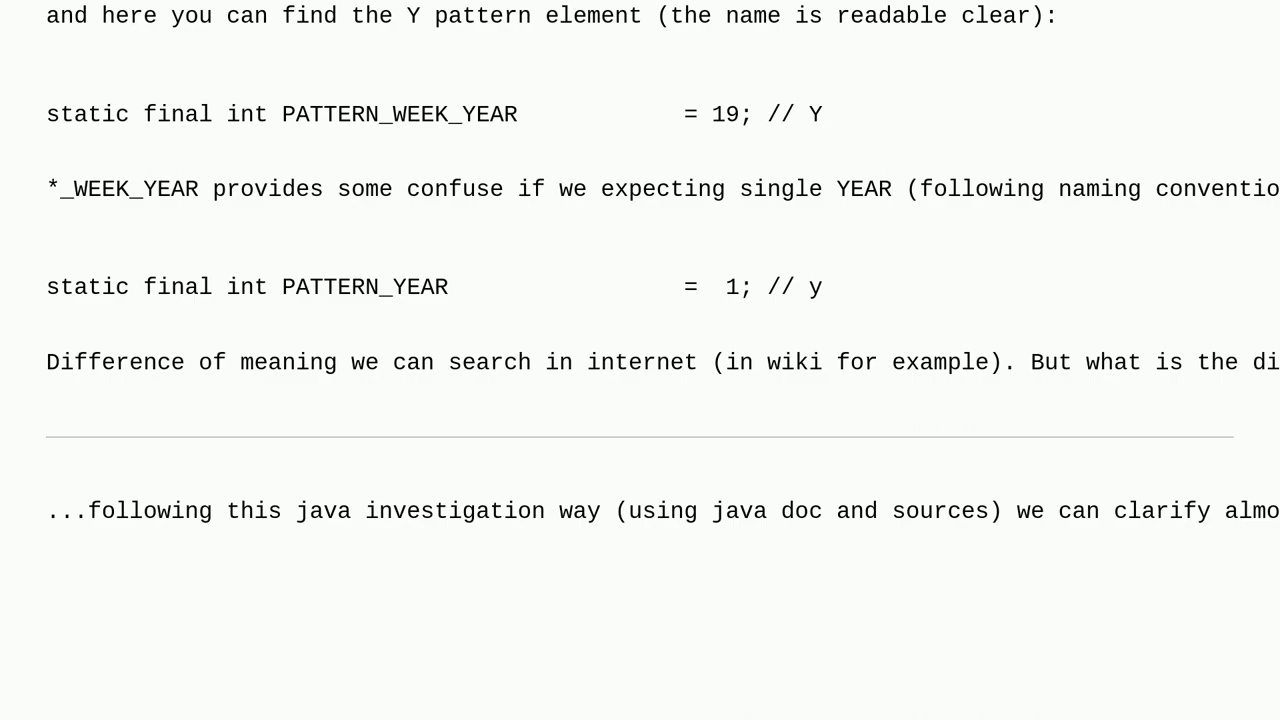 and here you can find the Y pattern element (the name is readable clear):
static final int PATTERN_WEEK_YEAR            = 19; // Y
*_WEEK_YEAR provides some confuse if we expecting single YEAR (following naming conventio
static final int PATTERN_YEAR                 =  1; // y
Difference of meaning we can search in internet (in wiki for example). But what is the di
...following this java investigation way (using java doc and sources) we can clarify almo